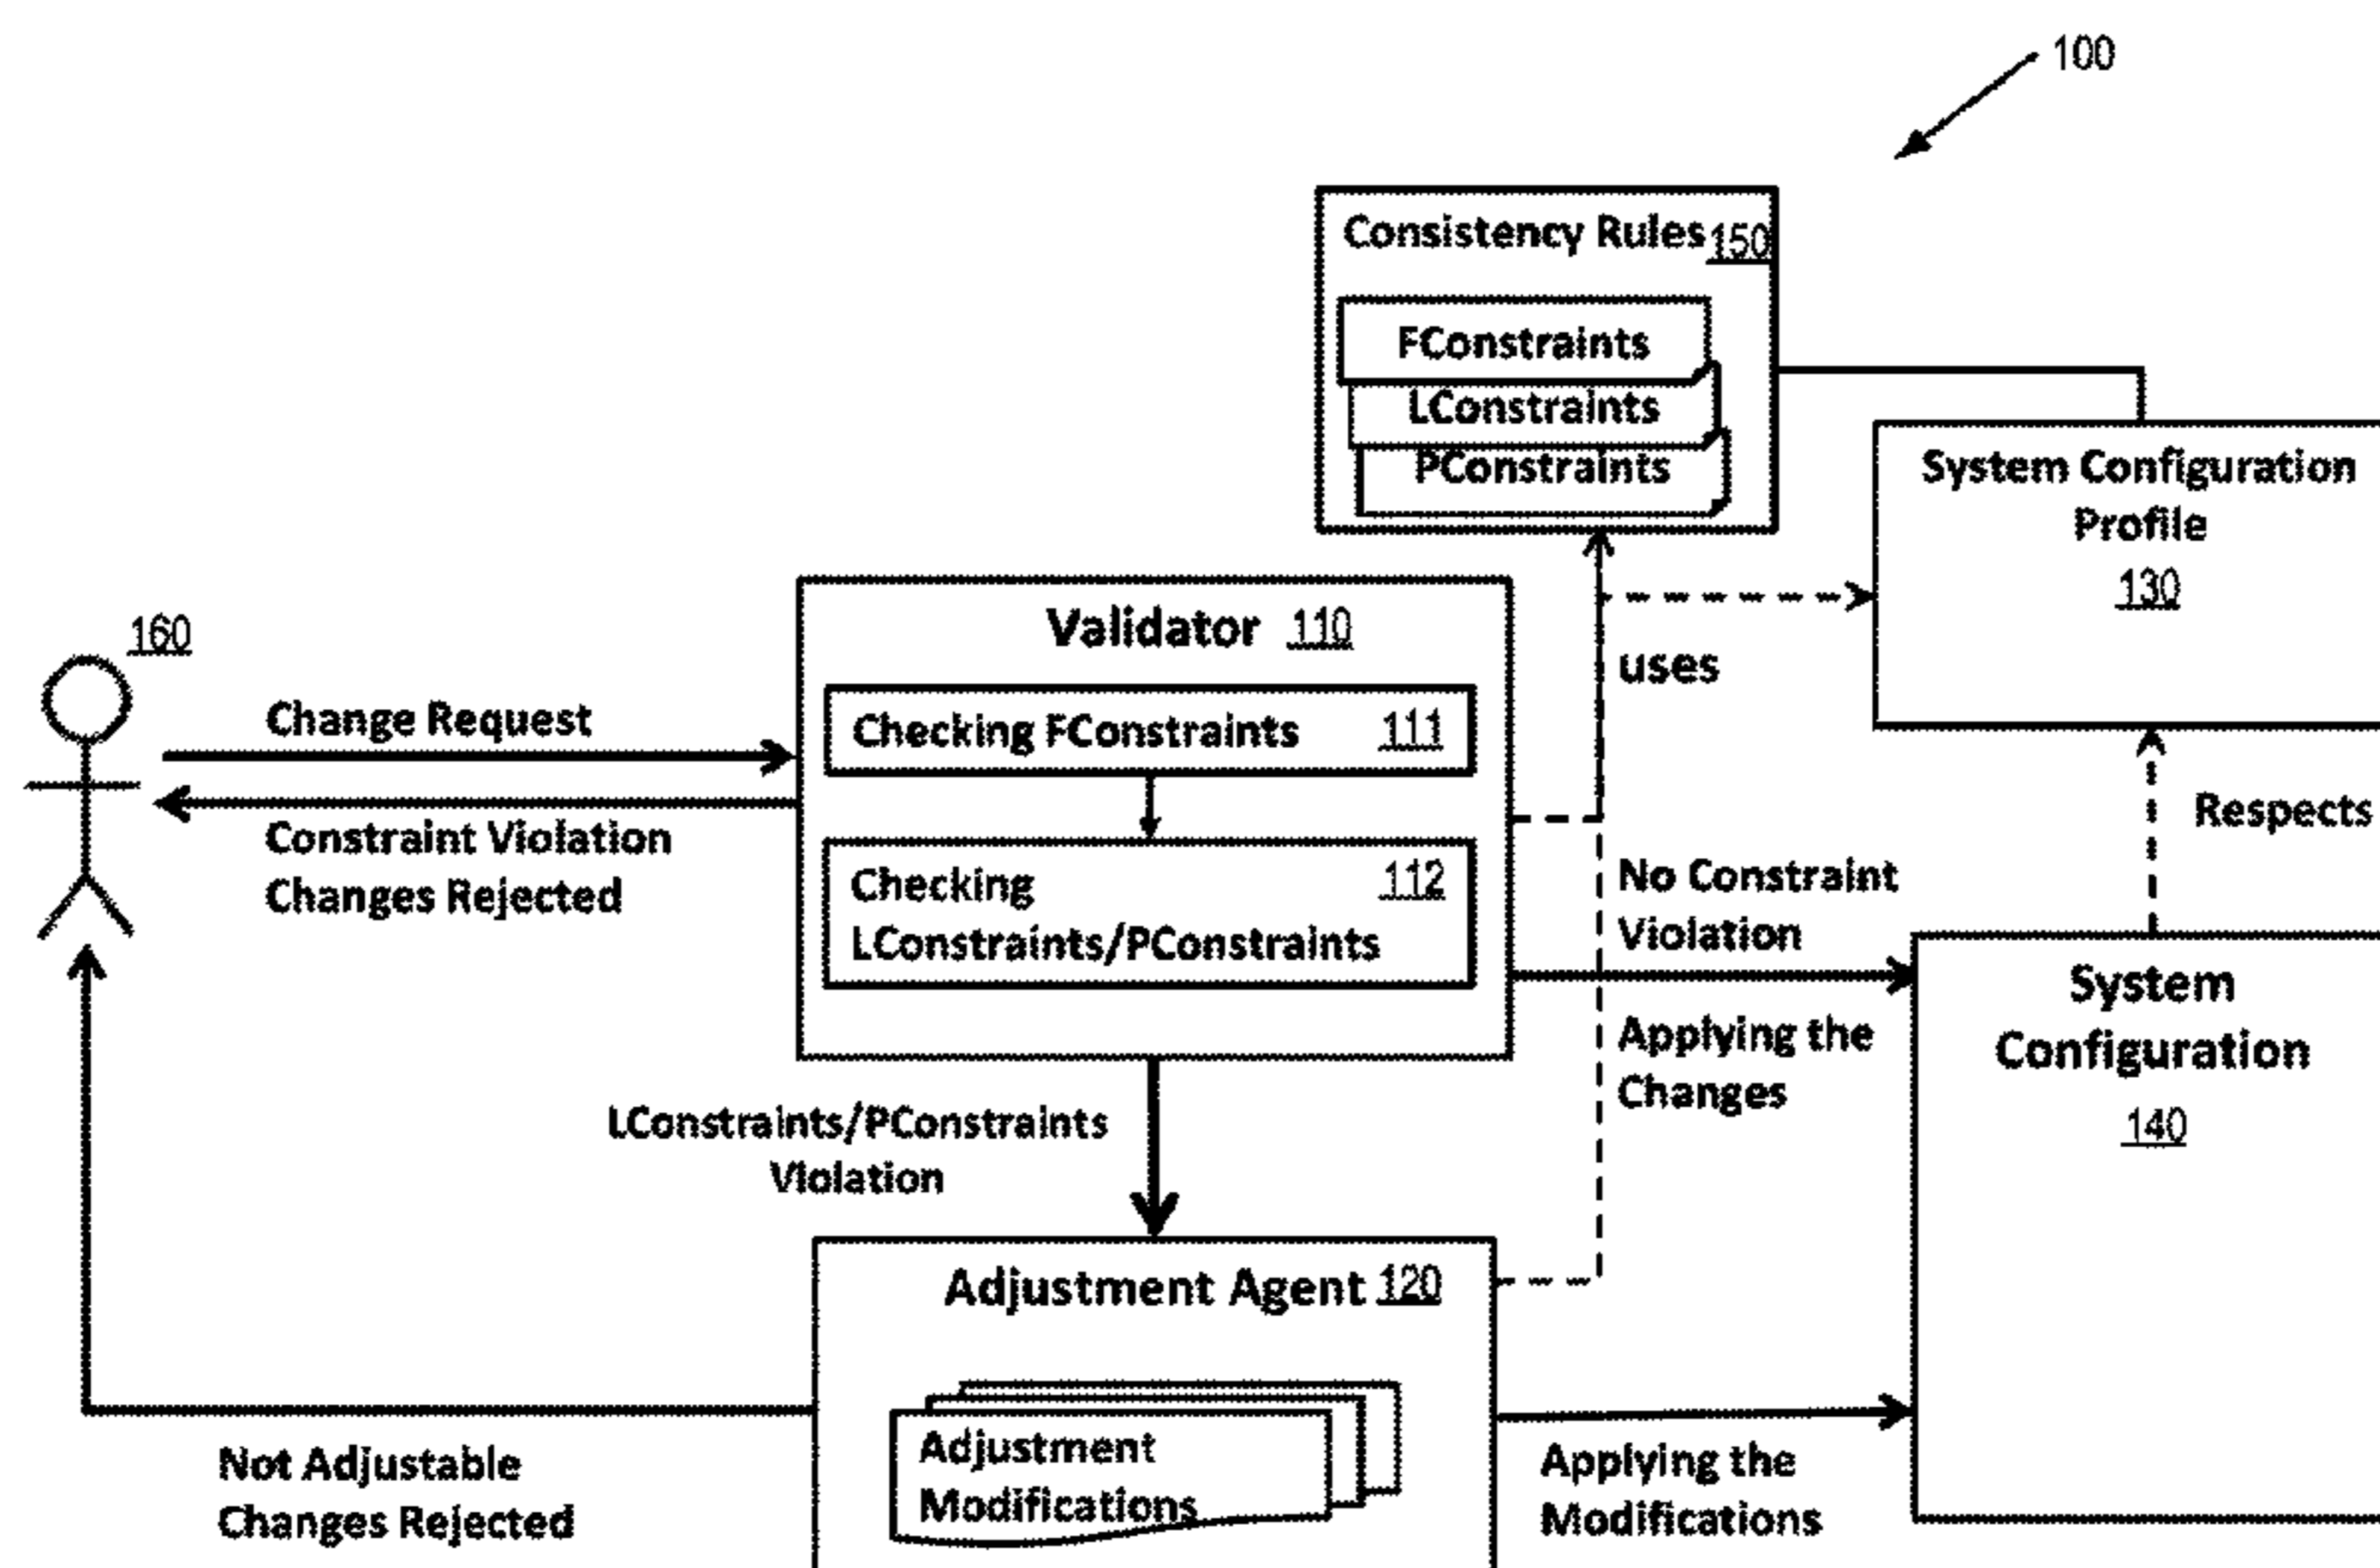 100
Consistency Rules 150
FConstraints
LConstraints
PConstraints
System Configuration
Profile
130
uses
Respects
160
Change Request
Constraint Violation
Changes Rejected
Validator 110
Checking FConstraints 111
Checking 112
LConstraints/PConstraints
No Constraint
Violation
Applying the
Changes
System
Configuration
140
LConstraints/PConstraints
Violation
Adjustment Agent 120
Adjustment
Modifications
Not Adjustable
Changes Rejected
Applying the
Modifications